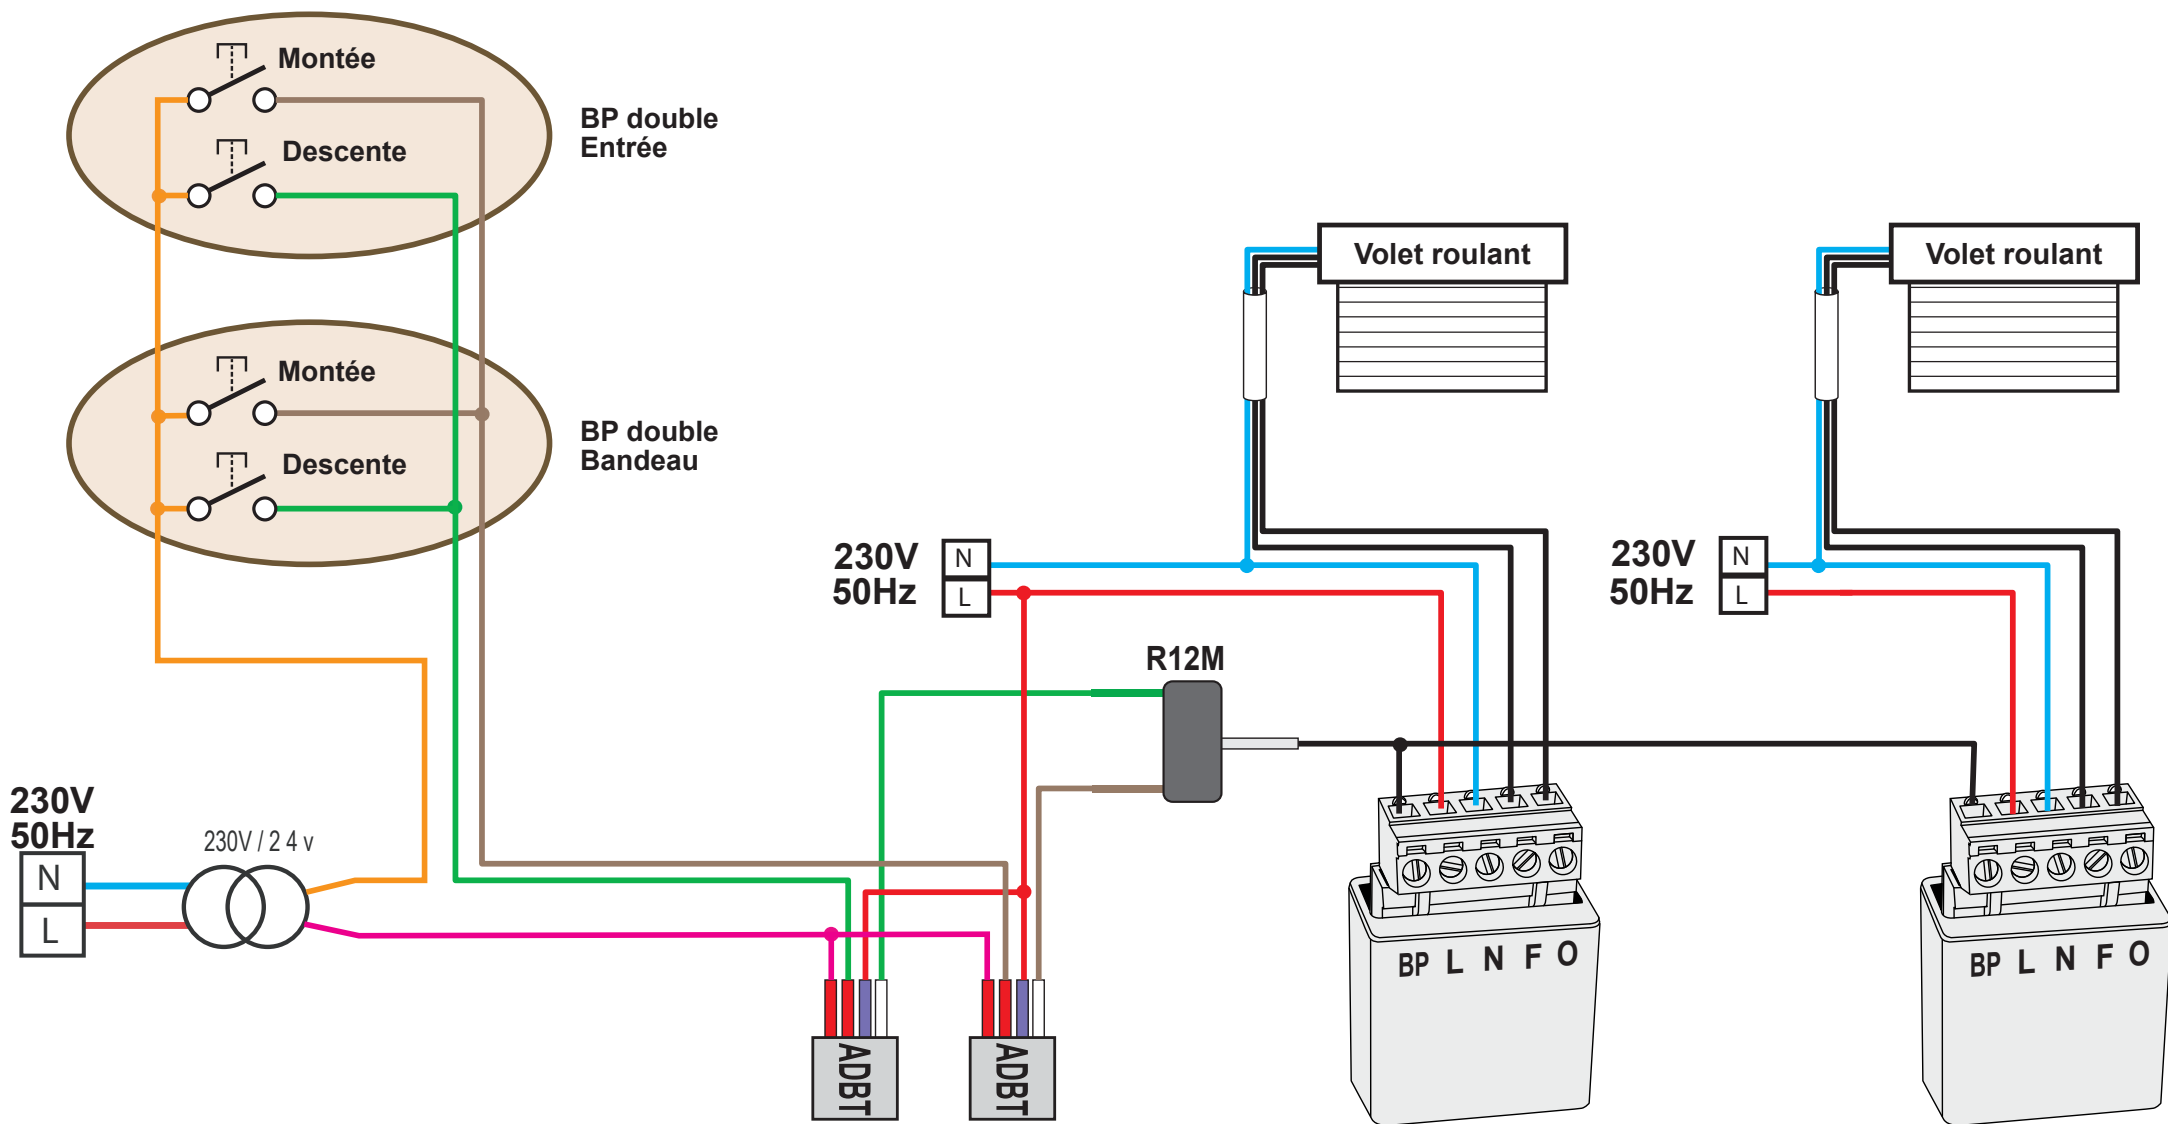 Montée
Descente
BP double
Entrée
Montée
Descente
BP double
Bandeau
Volet roulant
Volet roulant
230V
50Hz
N
L
230V
50Hz
N
L
R12M
230V
50Hz
N
L
230V / 2 4 v
ADBT
ADBT
BP L N F O
BP L N F O